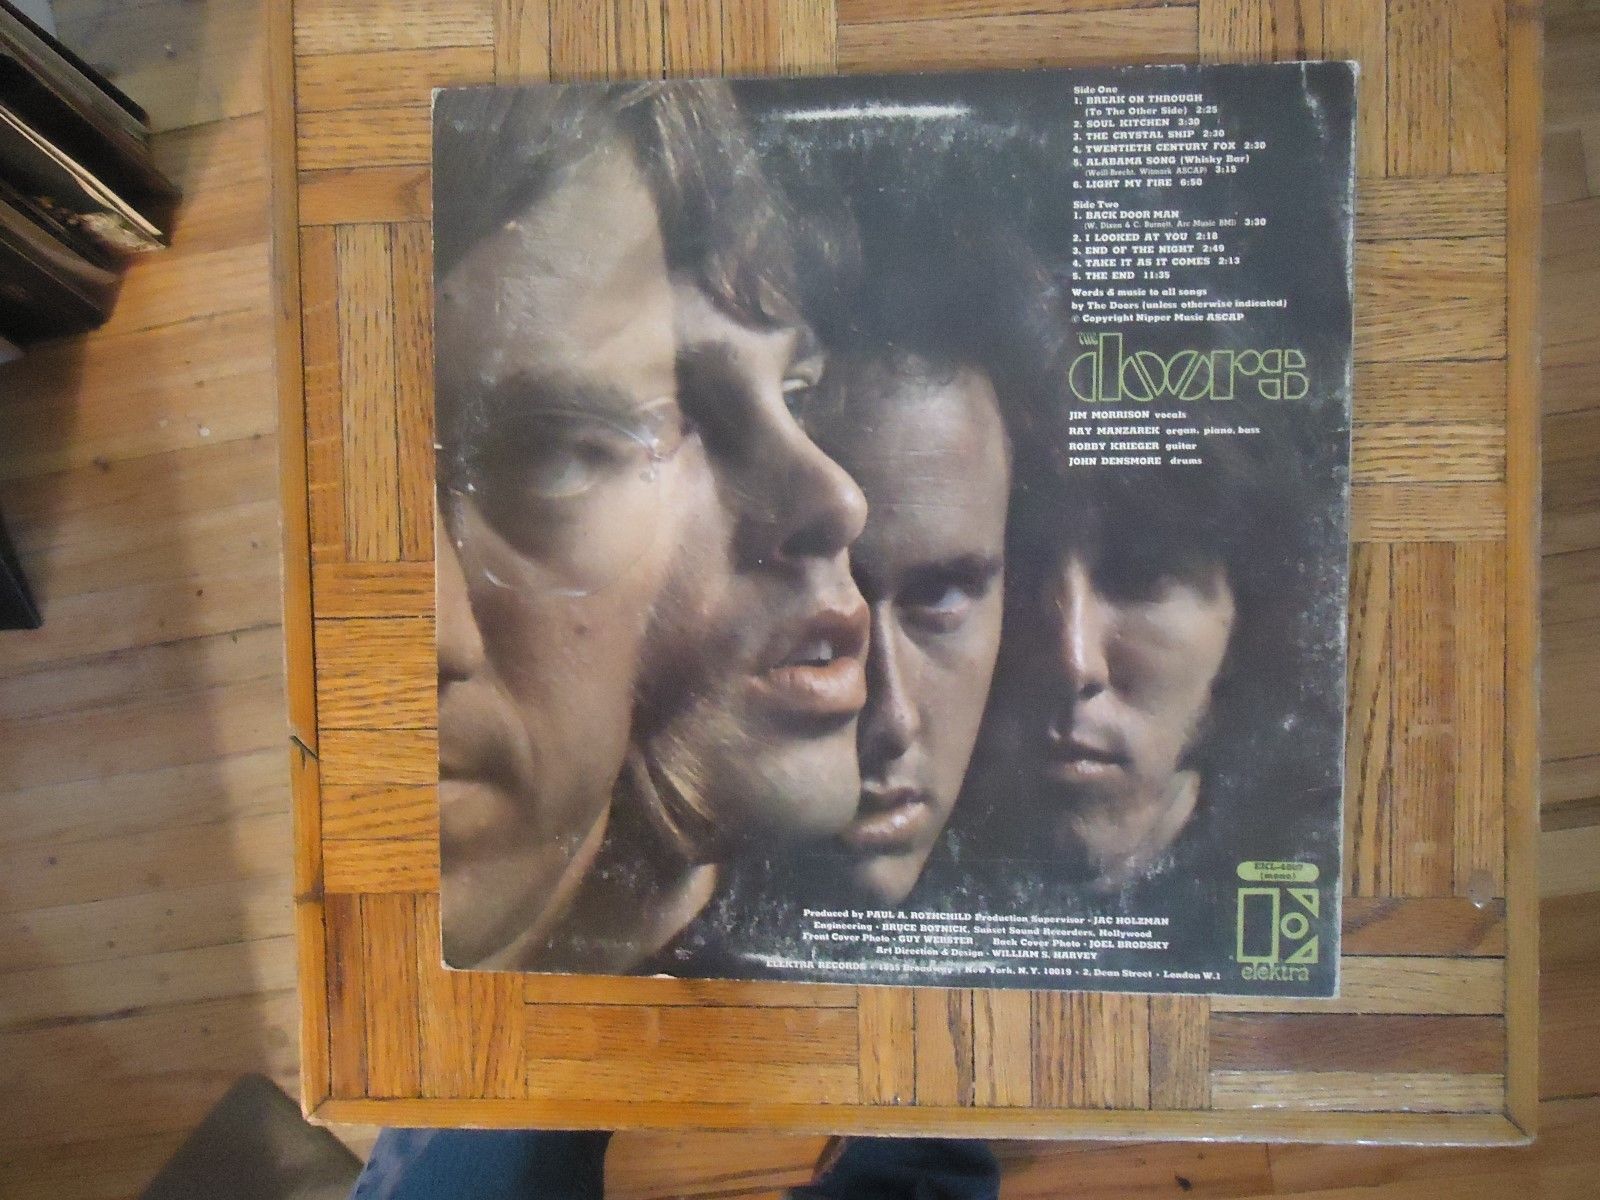 Side One
1. BREAK ON THROUGH
(To The Other Side) 2:25
2. SOUL KITCHEN 3:30
3. THE CRYSTAL SHIP 2:30
4. TWENTIETH CENTURY FOX 2:30
5. ALABAMA SONG (Whisky Bar)
(Weill-Brecht, Witmark ASCAP) 3:15
6. LIGHT MY FIRE 6:50
Side Two
1. BACK DOOR MAN
(W. Dixon & C. Burnett, Arc Music BMI) 3:30
2. I LOOKED AT YOU 2:18
3. END OF THE NIGHT 2:49
4. TAKE IT AS IT COMES 2:13
5. THE END 11:35
Words & music to all songs
by The Doors (unless otherwise indicated)
© Copyright Nipper Music ASCAP
THE
doors
JIM MORRISON vocals
RAY MANZAREK organ, piano, bass
ROBBY KRIEGER guitar
JOHN DENSMORE drums
EKL-4007
(mono)
Produced by PAUL A. ROTHCHILD Production Supervisor · JAC HOLZMAN
Engineering · BRUCE BOTNICK, Sunset Sound Recorders, Hollywood
Front Cover Photo · GUY WEBSTER Back Cover Photo · JOEL BRODSKY
Art Direction & Design · WILLIAM S. HARVEY
ELEKTRA RECORDS · 1855 Broadway · New York, N.Y. 10019 · 2, Dean Street · London W.1
elektra